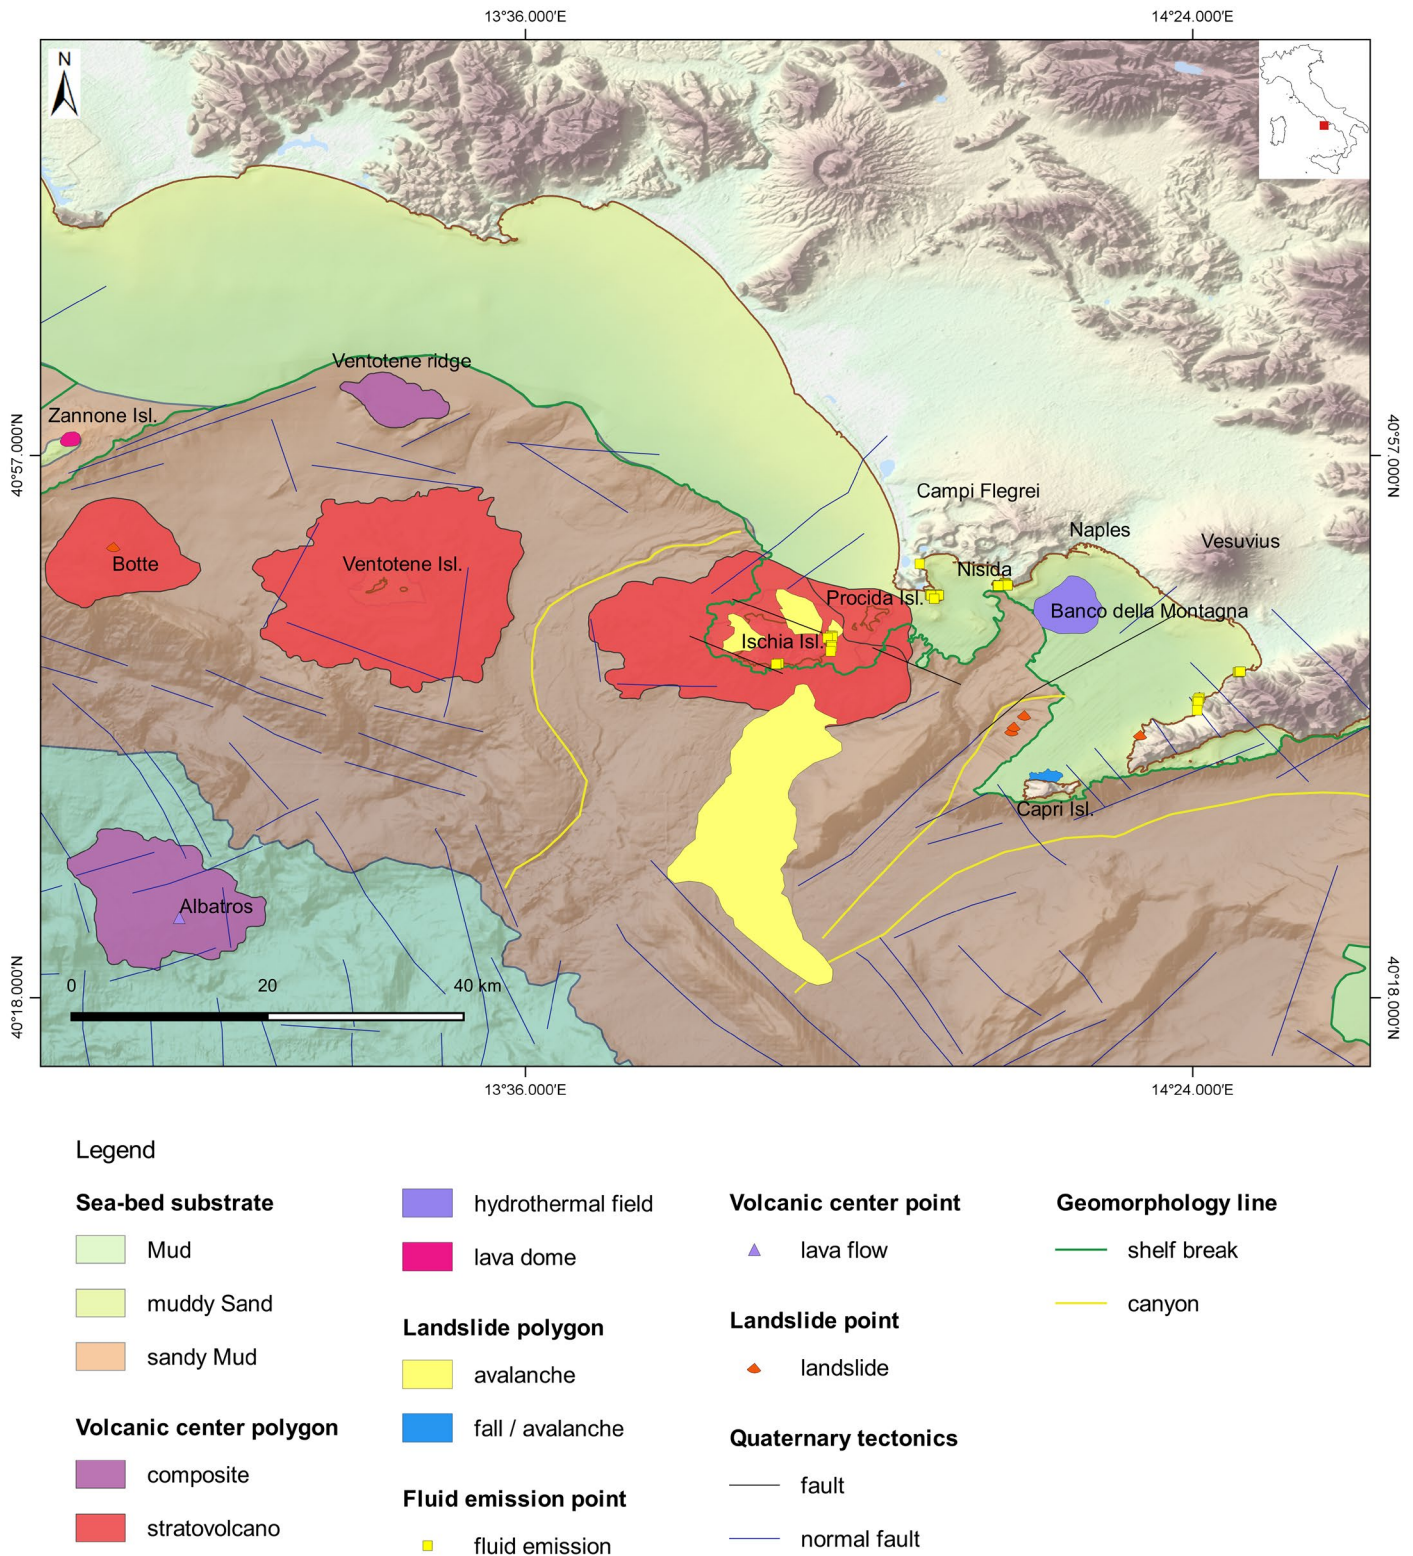 13°36.000'E
14°24.000'E
N
Ventotene ridge
Zannone Isl.
40°57.000'N
40°57.000'N
Campi Flegrei
Naples
Vesuvius
Botte
Ventotene Isl.
Nisida
Procida Isl.
Banco della Montagna
Ischia Isl.
Capri Isl.
Albatros
0
20
40 km
40°18.000'N
40°18.000'N
13°36.000'E
14°24.000'E
Legend
Sea-bed substrate
Mud
muddy Sand
sandy Mud
Volcanic center polygon
composite
stratovolcano
hydrothermal field
lava dome
Landslide polygon
avalanche
fall / avalanche
Fluid emission point
fluid emission
Volcanic center point
lava flow
Landslide point
landslide
Quaternary tectonics
fault
normal fault
Geomorphology line
shelf break
canyon